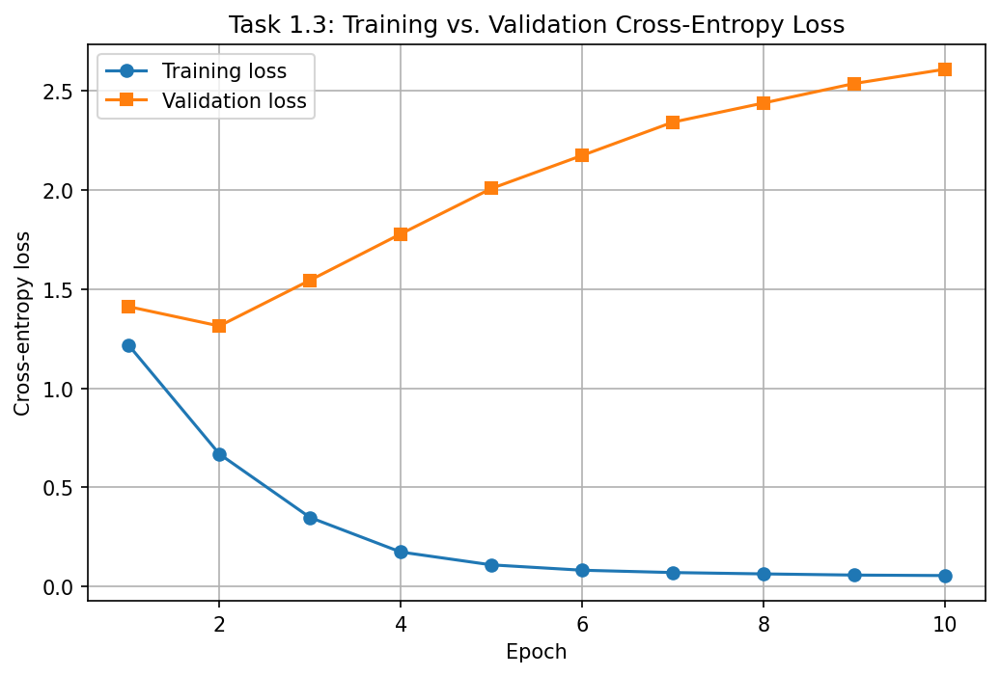 Task 1.3: Training vs. Validation Cross-Entropy Loss
Training loss
Validation loss
Cross-entropy loss
2.5
2.0
1.5
1.0
0.5
0.0
2 4 6 8 10
Epoch